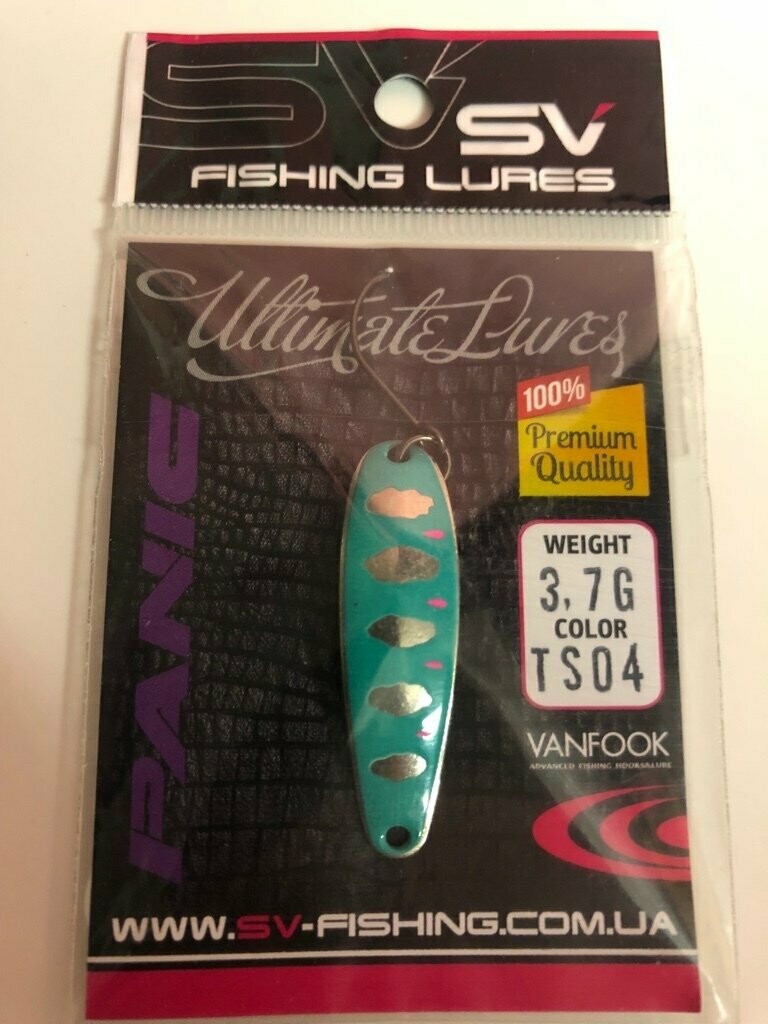 SV
SV
FISHING LURES
Ultimate Lures
100%
Premium
Quality
PANIC
WEIGHT
3,7G
COLOR
TS04
VANFOOK
ADVANCED FISHING HOOKS&LURE
WWW.SV-FISHING.COM.UA